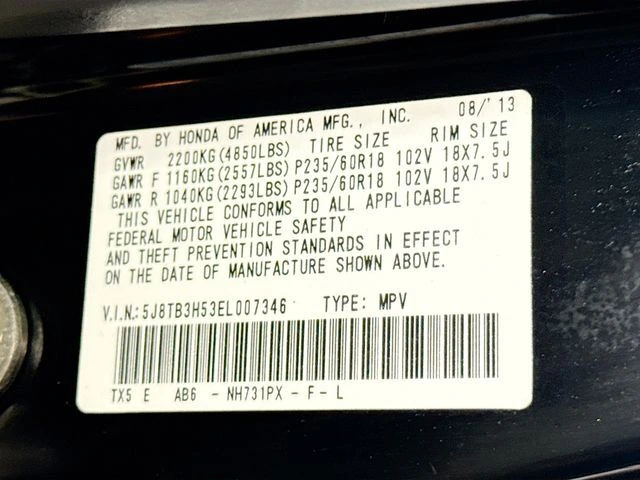 MFD. BY HONDA OF AMERICA MFG., INC. 08/'13
GVWR 2200KG(4850LBS) TIRE SIZE RIM SIZE
GAWR F 1160KG(2557LBS) P235/60R18 102V 18X7.5J
GAWR R 1040KG(2293LBS) P235/60R18 102V 18X7.5J
THIS VEHICLE CONFORMS TO ALL APPLICABLE
FEDERAL MOTOR VEHICLE SAFETY
AND THEFT PREVENTION STANDARDS IN EFFECT
ON THE DATE OF MANUFACTURE SHOWN ABOVE.
V.I.N.:5J8TB3H53EL007346 TYPE: MPV
TX5 E AB6 - NH731PX - F - L